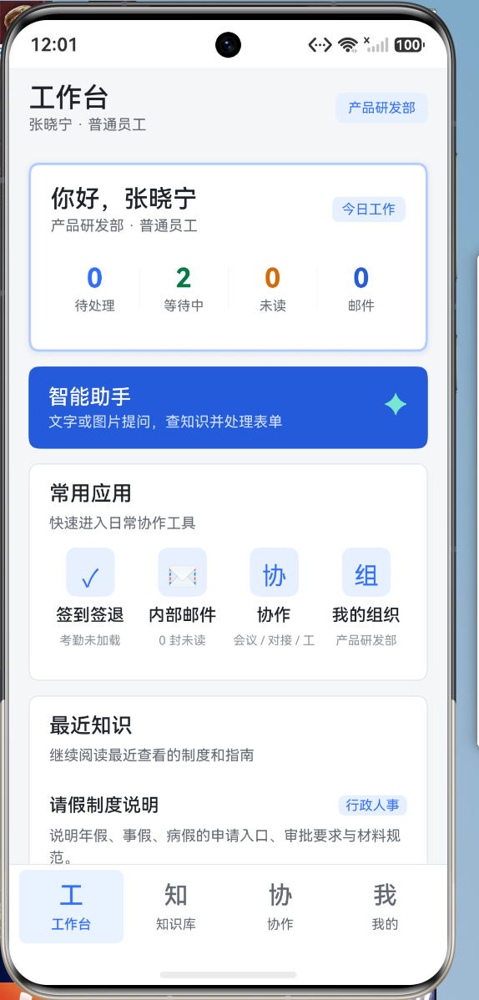 12:01
100
工作台
张晓宁 · 普通员工
产品研发部
你好，张晓宁
产品研发部 · 普通员工
今日工作
0
2
0
0
待处理
等待中
未读
邮件
智能助手
文字或图片提问，查知识并处理表单
常用应用
快速进入日常协作工具
✓
协
组
签到签退
内部邮件
协作
我的组织
考勤未加载
0 封未读
会议 / 对接 / 工
产品研发部
最近知识
继续阅读最近查看的制度和指南
请假制度说明
行政人事
说明年假、事假、病假的申请入口、审批要求与材料规
范。
工
知
协
我
工作台
知识库
协作
我的